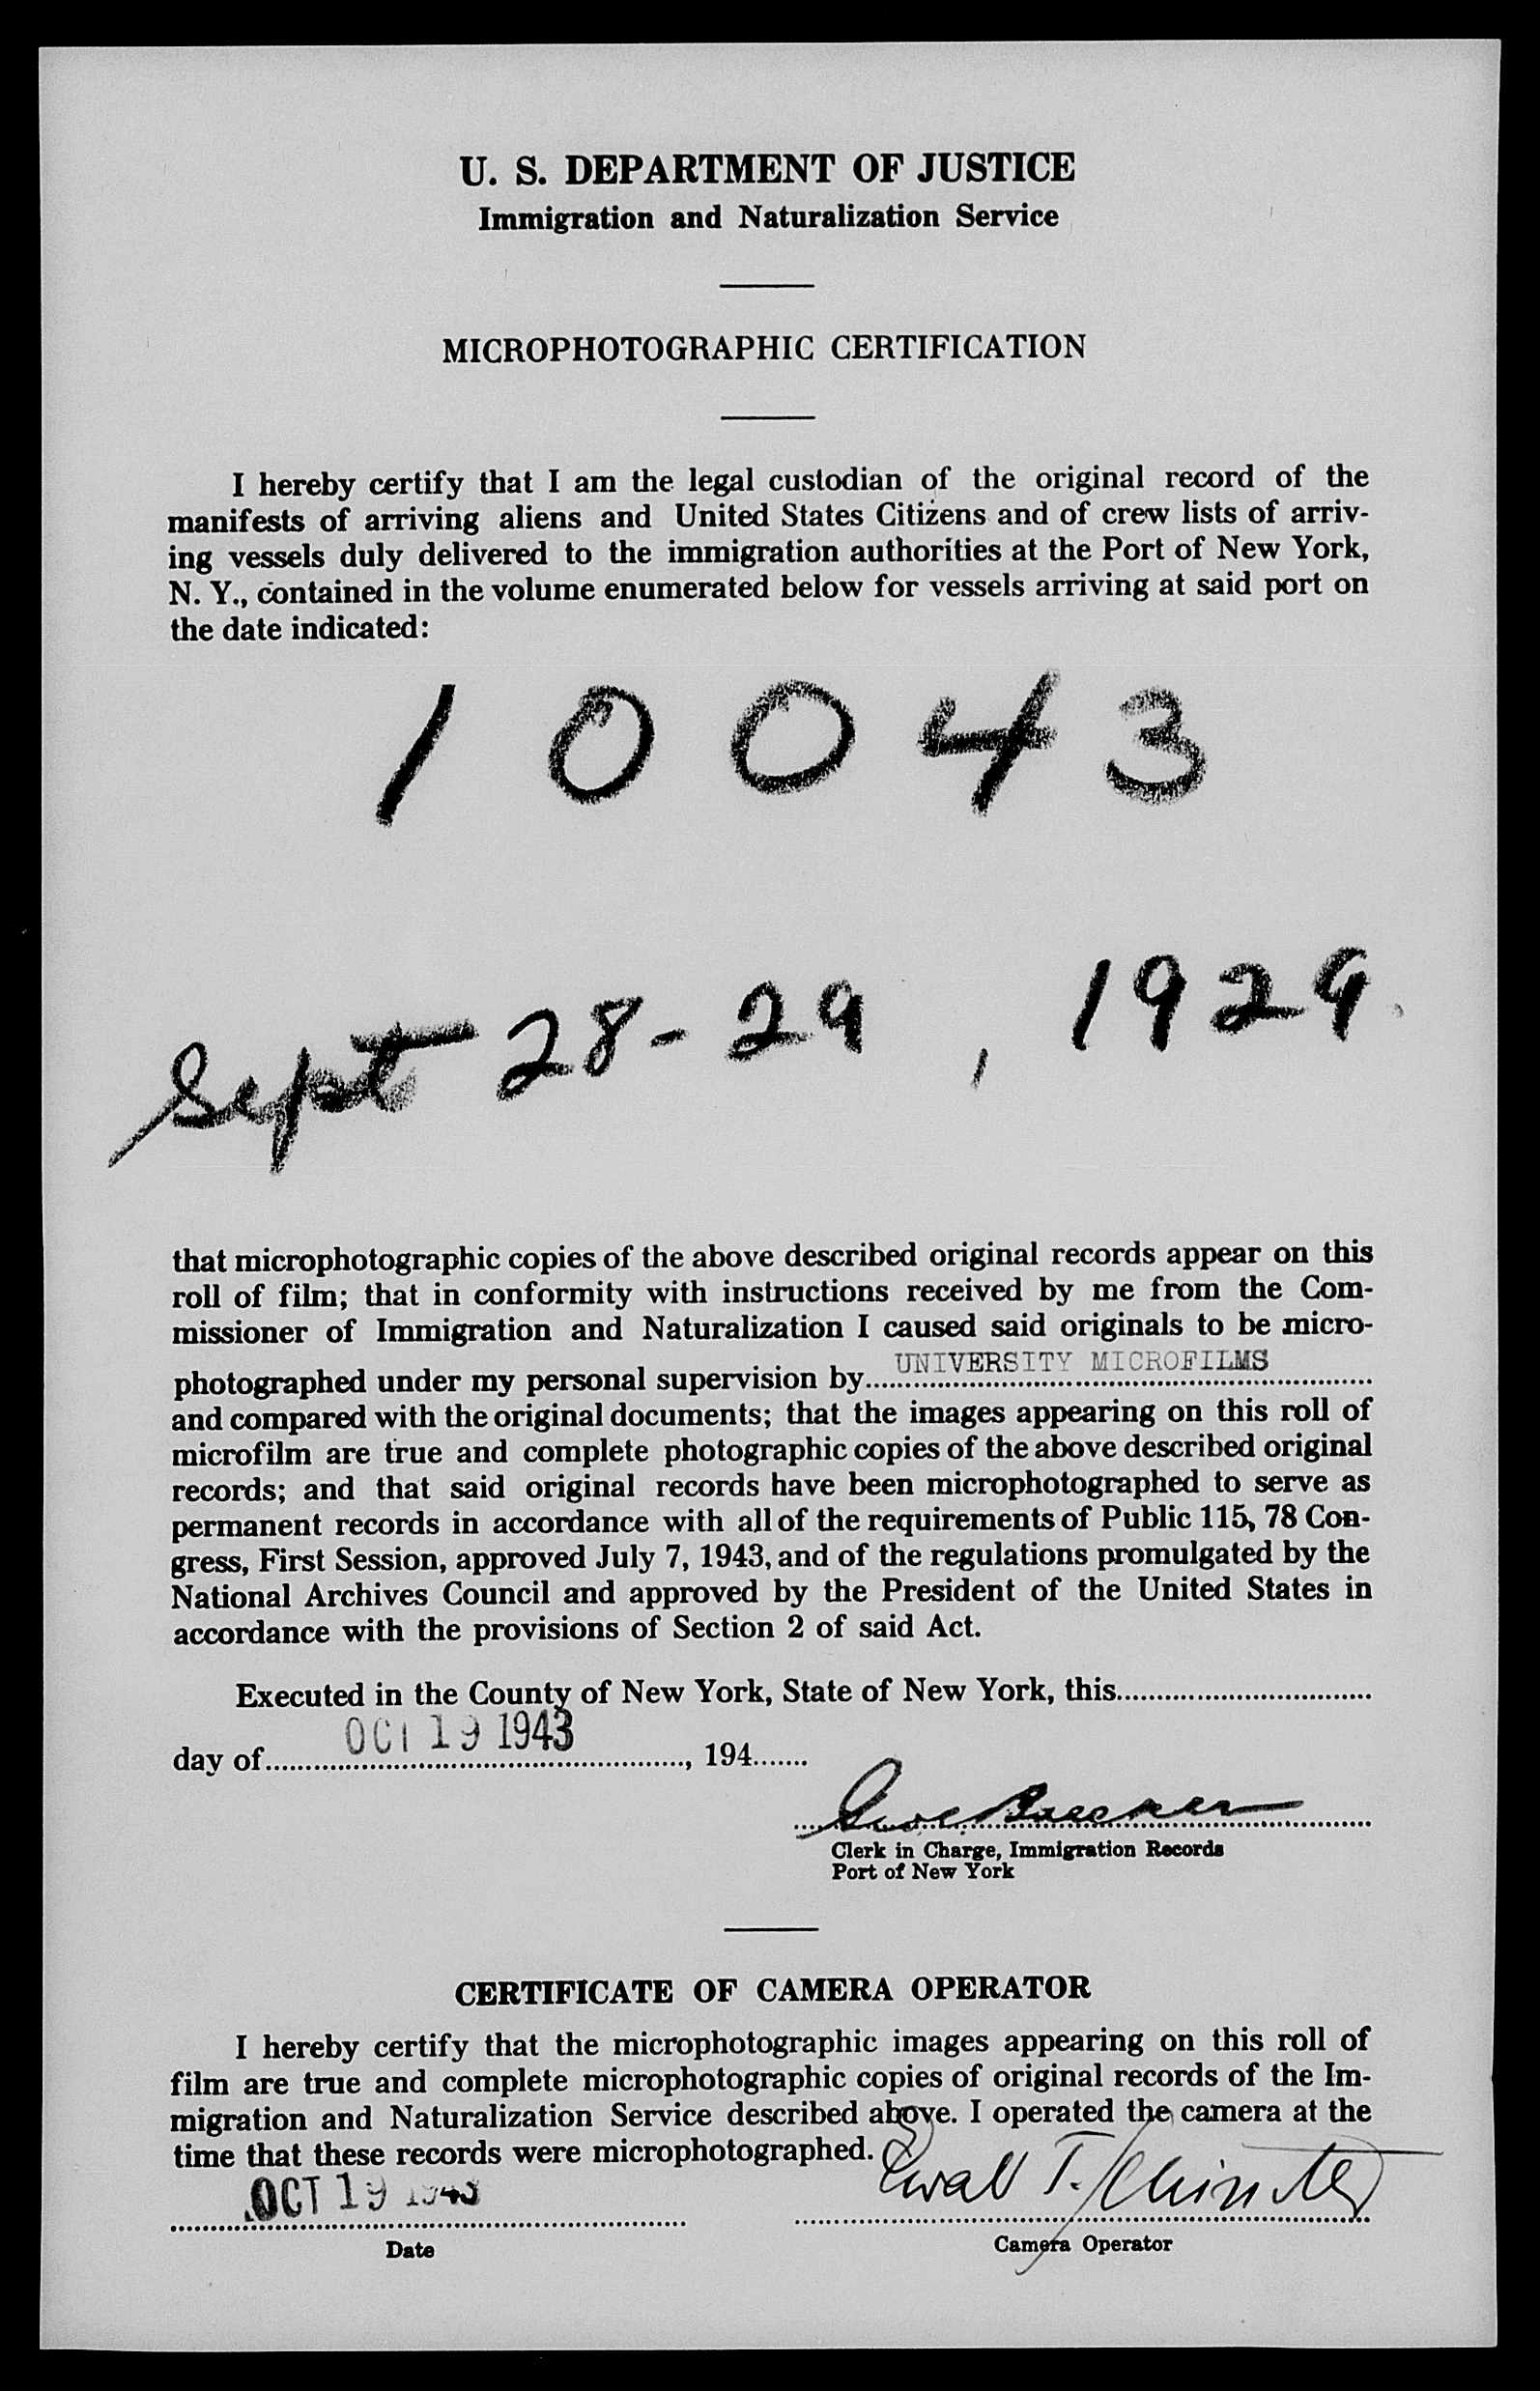 U. S. DEPARTMENT OF JUSTICE
Immigration and Naturalization Service
MICROPHOTOGRAPHIC CERTIFICATION
I hereby certify that I am the legal custodian of the original record of the
manifests of arriving aliens and United States Citizens and of crew lists of arriv-
ing vessels duly delivered to the immigration authorities at the Port of New York,
N. Y., contained in the volume enumerated below for vessels arriving at said port on
the date indicated:
10043
Sept 28-29, 1929.
that microphotographic copies of the above described original records appear on this
roll of film; that in conformity with instructions received by me from the Com-
missioner of Immigration and Naturalization I caused said originals to be micro-
photographed under my personal supervision by UNIVERSITY MICROFILMS
and compared with the original documents; that the images appearing on this roll of
microfilm are true and complete photographic copies of the above described original
records; and that said original records have been microphotographed to serve as
permanent records in accordance with all of the requirements of Public 115, 78 Con-
gress, First Session, approved July 7, 1943, and of the regulations promulgated by the
National Archives Council and approved by the President of the United States in
accordance with the provisions of Section 2 of said Act.
Executed in the County of New York, State of New York, this
day of OCT 19 1943, 194
Clerk in Charge, Immigration Records
Port of New York
CERTIFICATE OF CAMERA OPERATOR
I hereby certify that the microphotographic images appearing on this roll of
film are true and complete microphotographic copies of original records of the Im-
migration and Naturalization Service described above. I operated the camera at the
time that these records were microphotographed.
OCT 19 1943
Date
Camera Operator